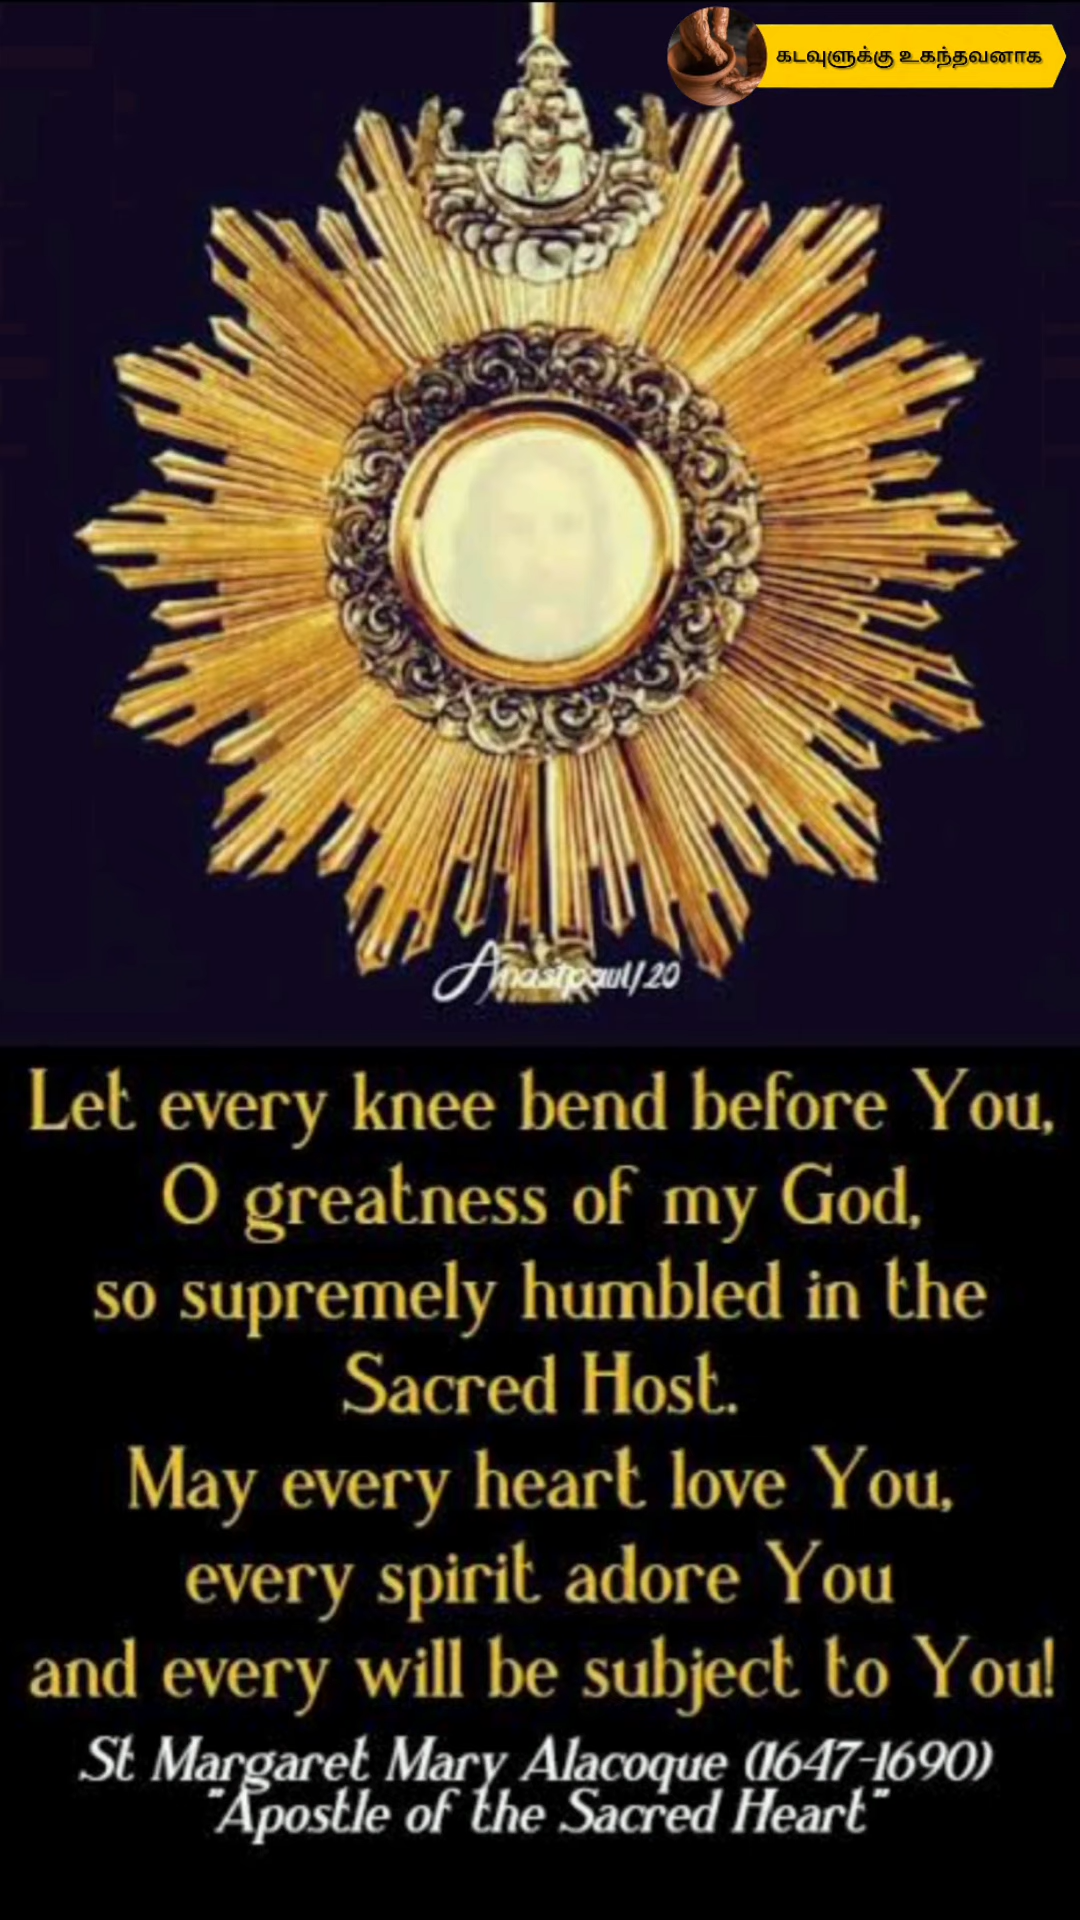 கடவுளுக்கு உகந்தவனாக
Anastpaul/20
Let every knee bend before You,
O greatness of my God,
so supremely humbled in the
Sacred Host.
May every heart love You,
every spirit adore You
and every will be subject to You!
St Margaret Mary Alacoque (1647-1690)
"Apostle of the Sacred Heart"